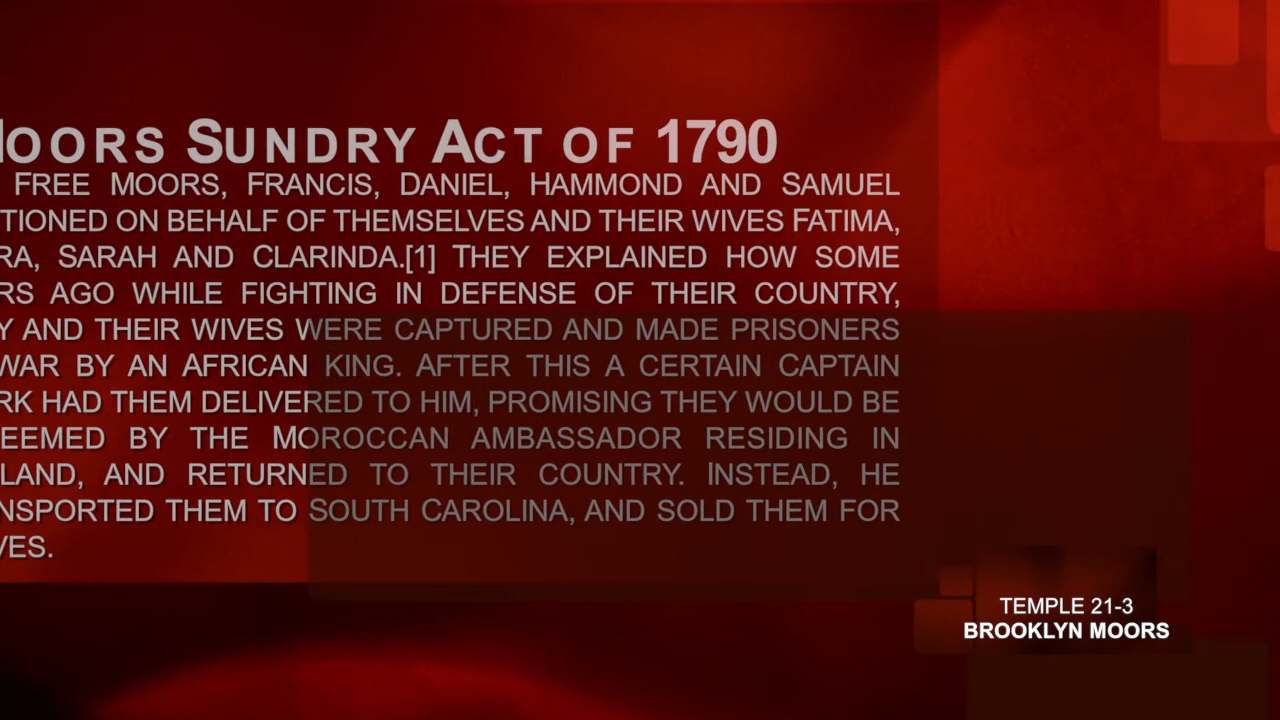 OORS SUNDRY ACT OF 1790
FREE MOORS, FRANCIS, DANIEL, HAMMOND AND SAMUEL
TIONED ON BEHALF OF THEMSELVES AND THEIR WIVES FATIMA,
RA, SARAH AND CLARINDA.[1] THEY EXPLAINED HOW SOME
RS AGO WHILE FIGHTING IN DEFENSE OF THEIR COUNTRY,
Y AND THEIR WIVES WERE CAPTURED AND MADE PRISONERS
WAR BY AN AFRICAN KING. AFTER THIS A CERTAIN CAPTAIN
RK HAD THEM DELIVERED TO HIM, PROMISING THEY WOULD BE
EEMED BY THE MOROCCAN AMBASSADOR RESIDING IN
LAND, AND RETURNED TO THEIR COUNTRY. INSTEAD, HE
NSPORTED THEM TO SOUTH CAROLINA, AND SOLD THEM FOR
VES.
TEMPLE 21-3
BROOKLYN MOORS